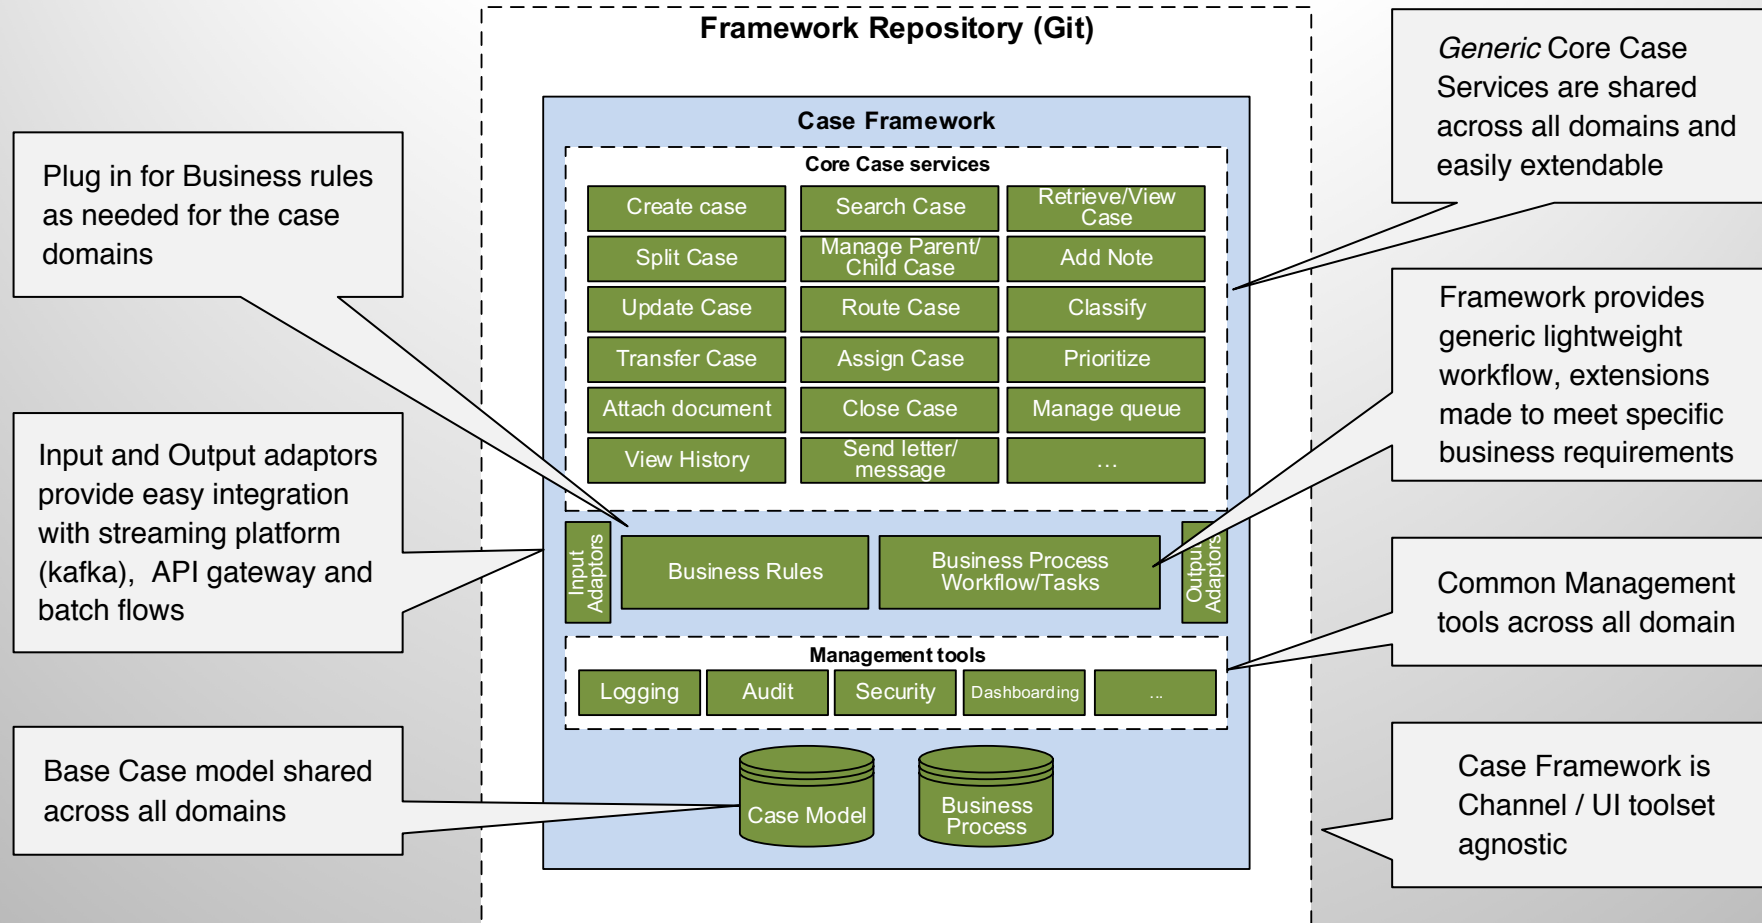 Framework Repository (Git)
Case Framework
Core Case services
Create case
Search Case
Retrieve/View
Case
Split Case
Manage Parent/
Child Case
Add Note
Update Case
Route Case
Classify
Transfer Case
Assign Case
Prioritize
Attach document
Close Case
Manage queue
View History
Send letter/
message
...
Input
Adaptors
Business Rules
Business Process
Workflow/Tasks
Output
Adaptors
Management tools
Logging
Audit
Security
Dashboarding
...
Case Model
Business
Process
Plug in for Business rules
as needed for the case
domains
Input and Output adaptors
provide easy integration
with streaming platform
(kafka),  API gateway and
batch flows
Base Case model shared
across all domains
Generic Core Case
Services are shared
across all domains and
easily extendable
Framework provides
generic lightweight
workflow, extensions
made to meet specific
business requirements
Common Management
tools across all domain
Case Framework is
Channel / UI toolset
agnostic